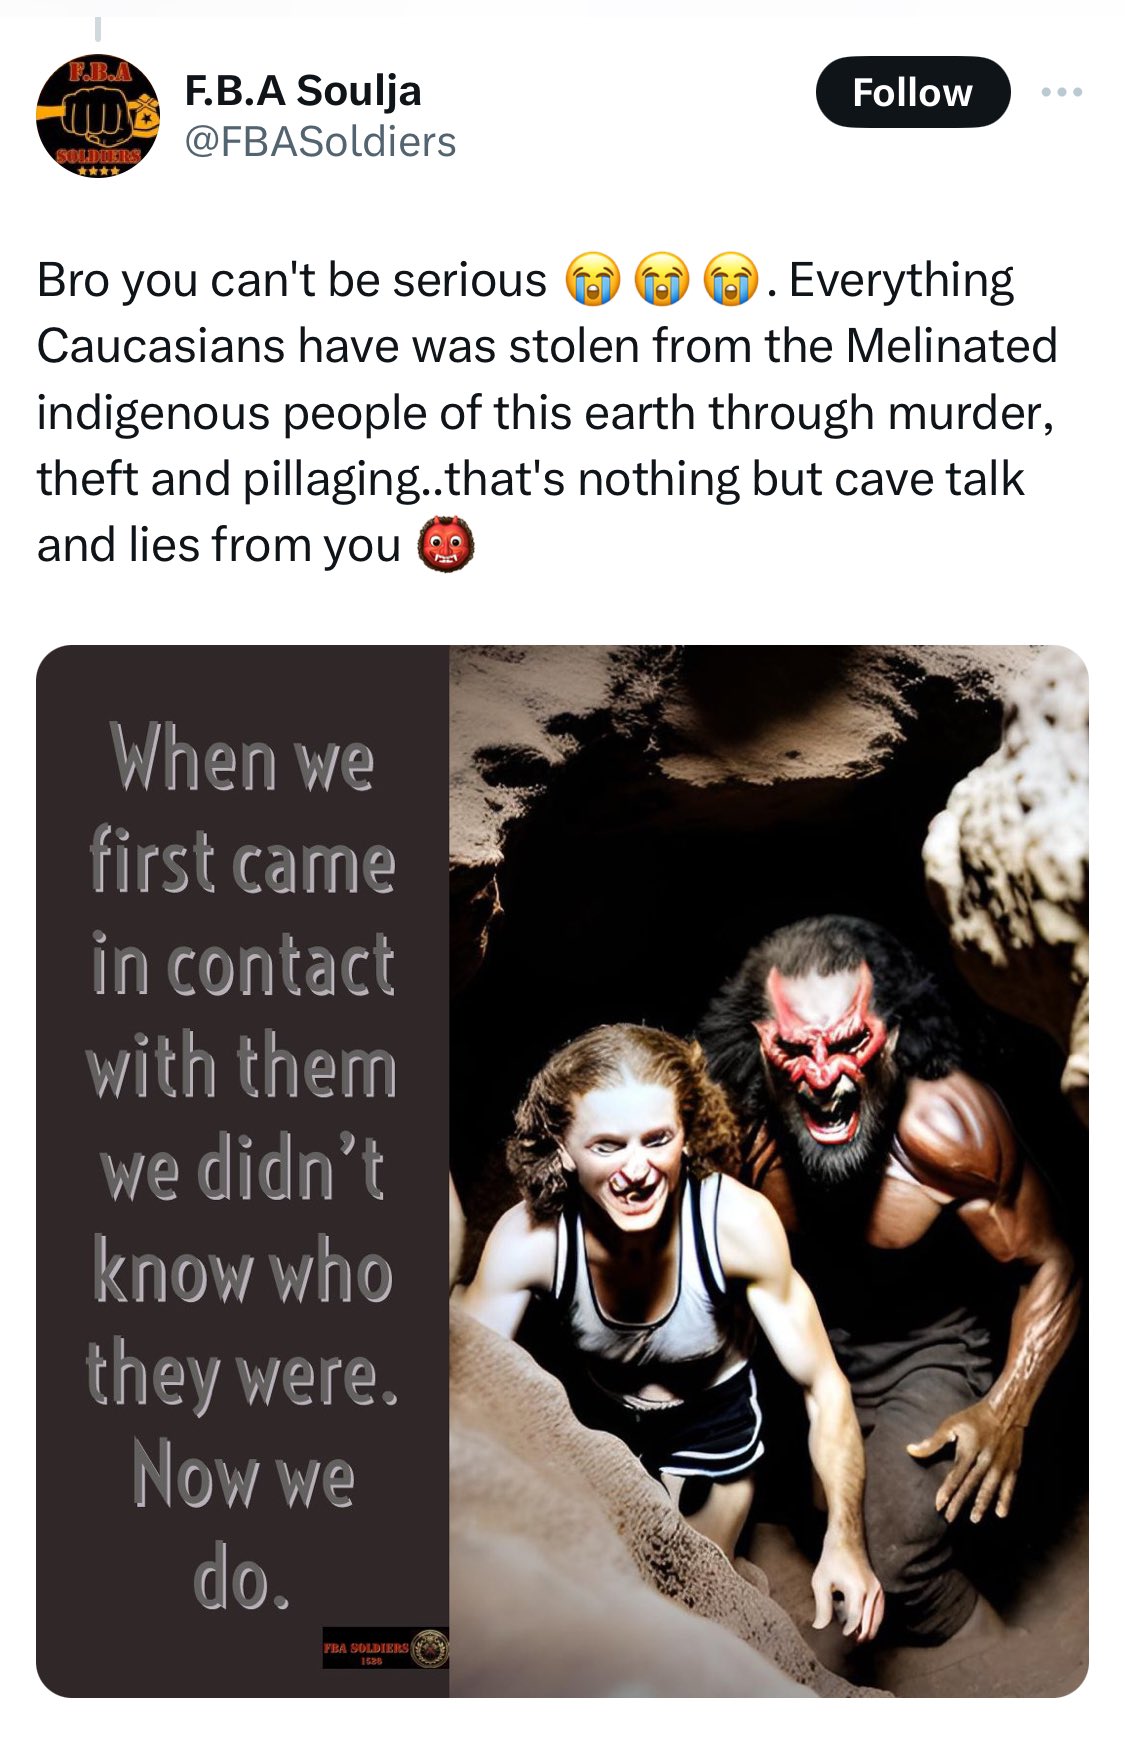 F.B.A
SOLDIERS
F.B.A Soulja
@FBASoldiers
Follow
Bro you can't be serious 😭😭😭. Everything
Caucasians have was stolen from the Melinated
indigenous people of this earth through murder,
theft and pillaging..that's nothing but cave talk
and lies from you 👹
When we
first came
in contact
with them
we didn't
know who
they were.
Now we
do.
FBA SOLDIERS
1526